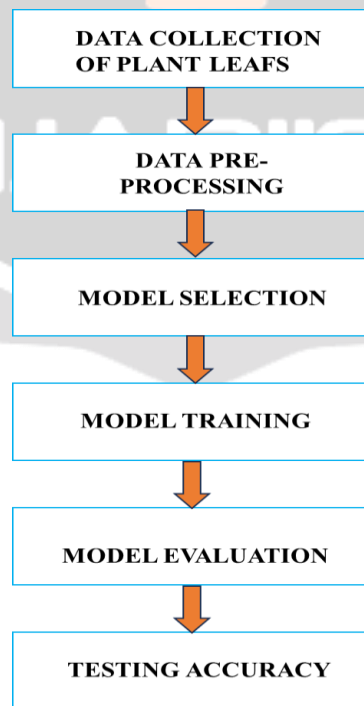 DATA COLLECTION
OF PLANT LEAFS
DATA PRE-
PROCESSING
MODEL SELECTION
MODEL TRAINING
MODEL EVALUATION
TESTING ACCURACY